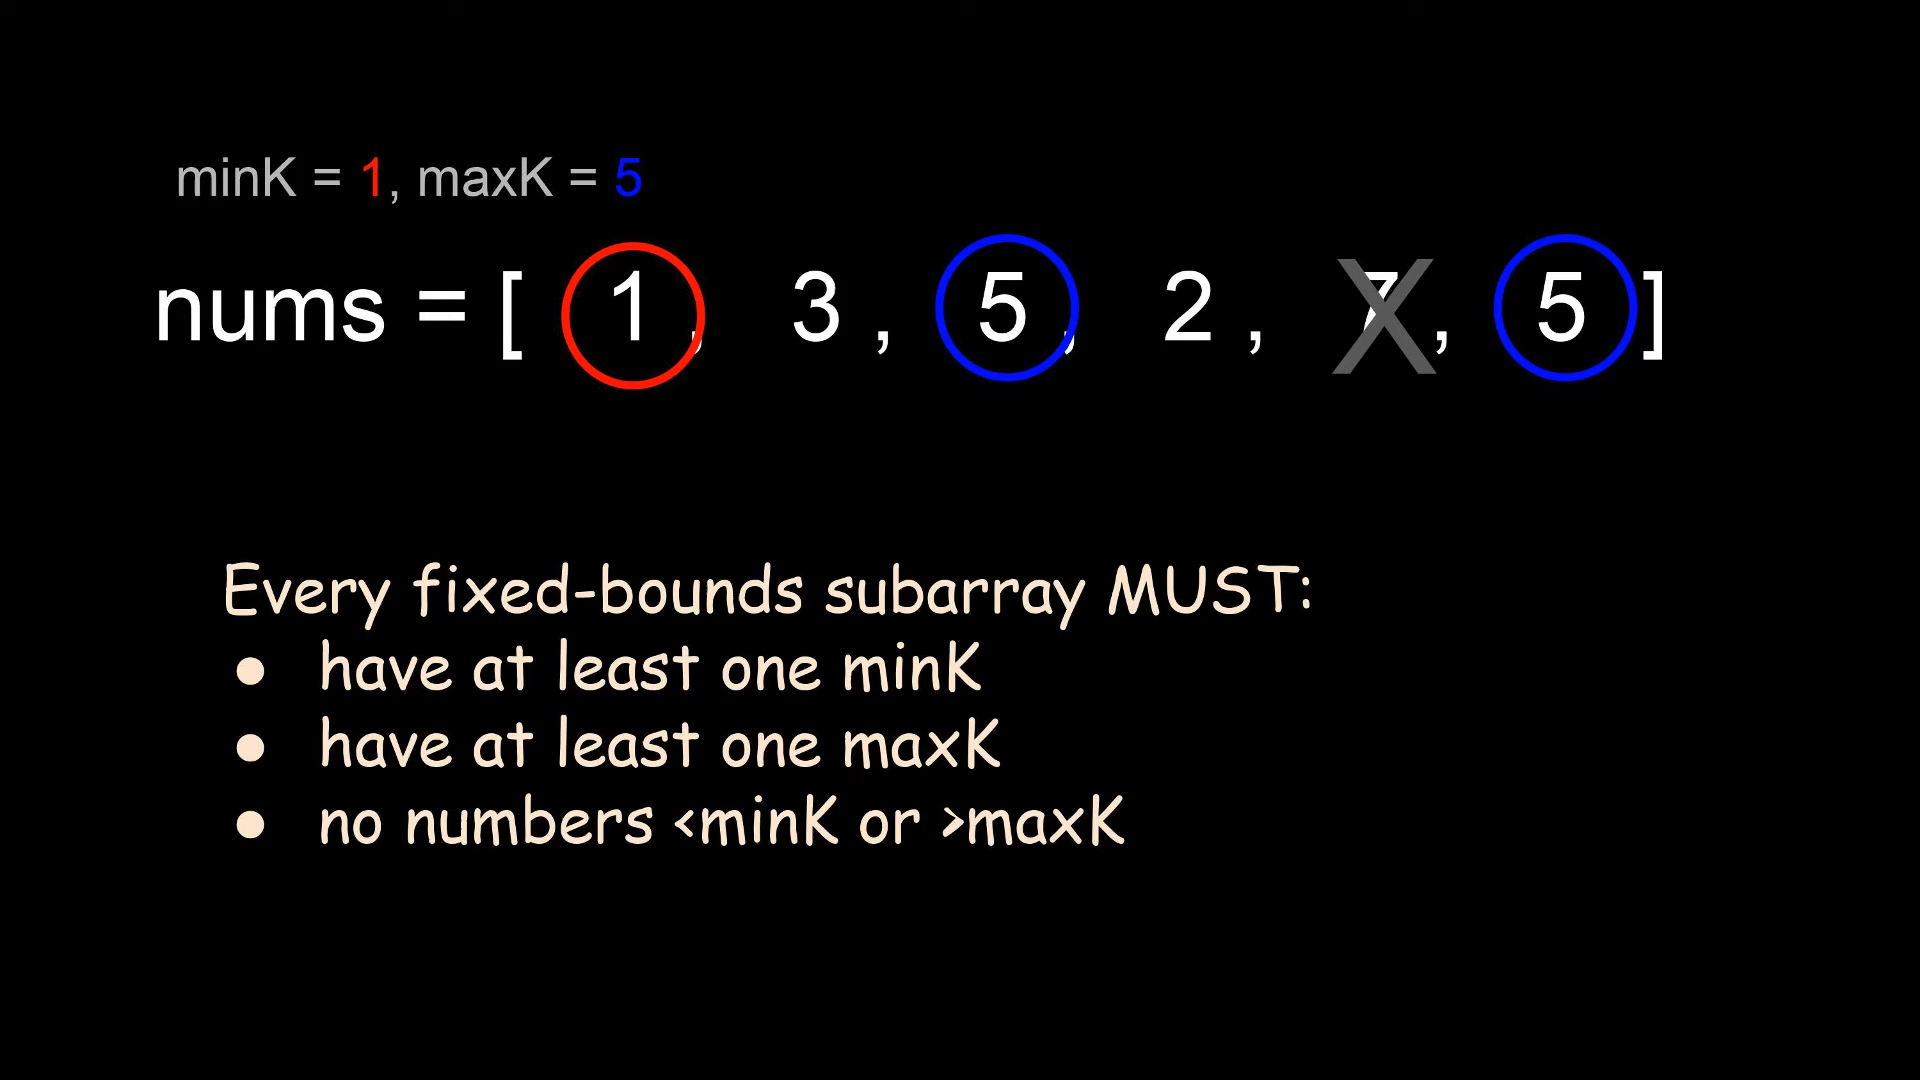 minK = 1, maxK = 5
nums = [ 1 , 3 , 5 , 2 , 7 , 5 ]
X
Every fixed-bounds subarray MUST:
● have at least one minK
● have at least one maxK
● no numbers <minK or >maxK